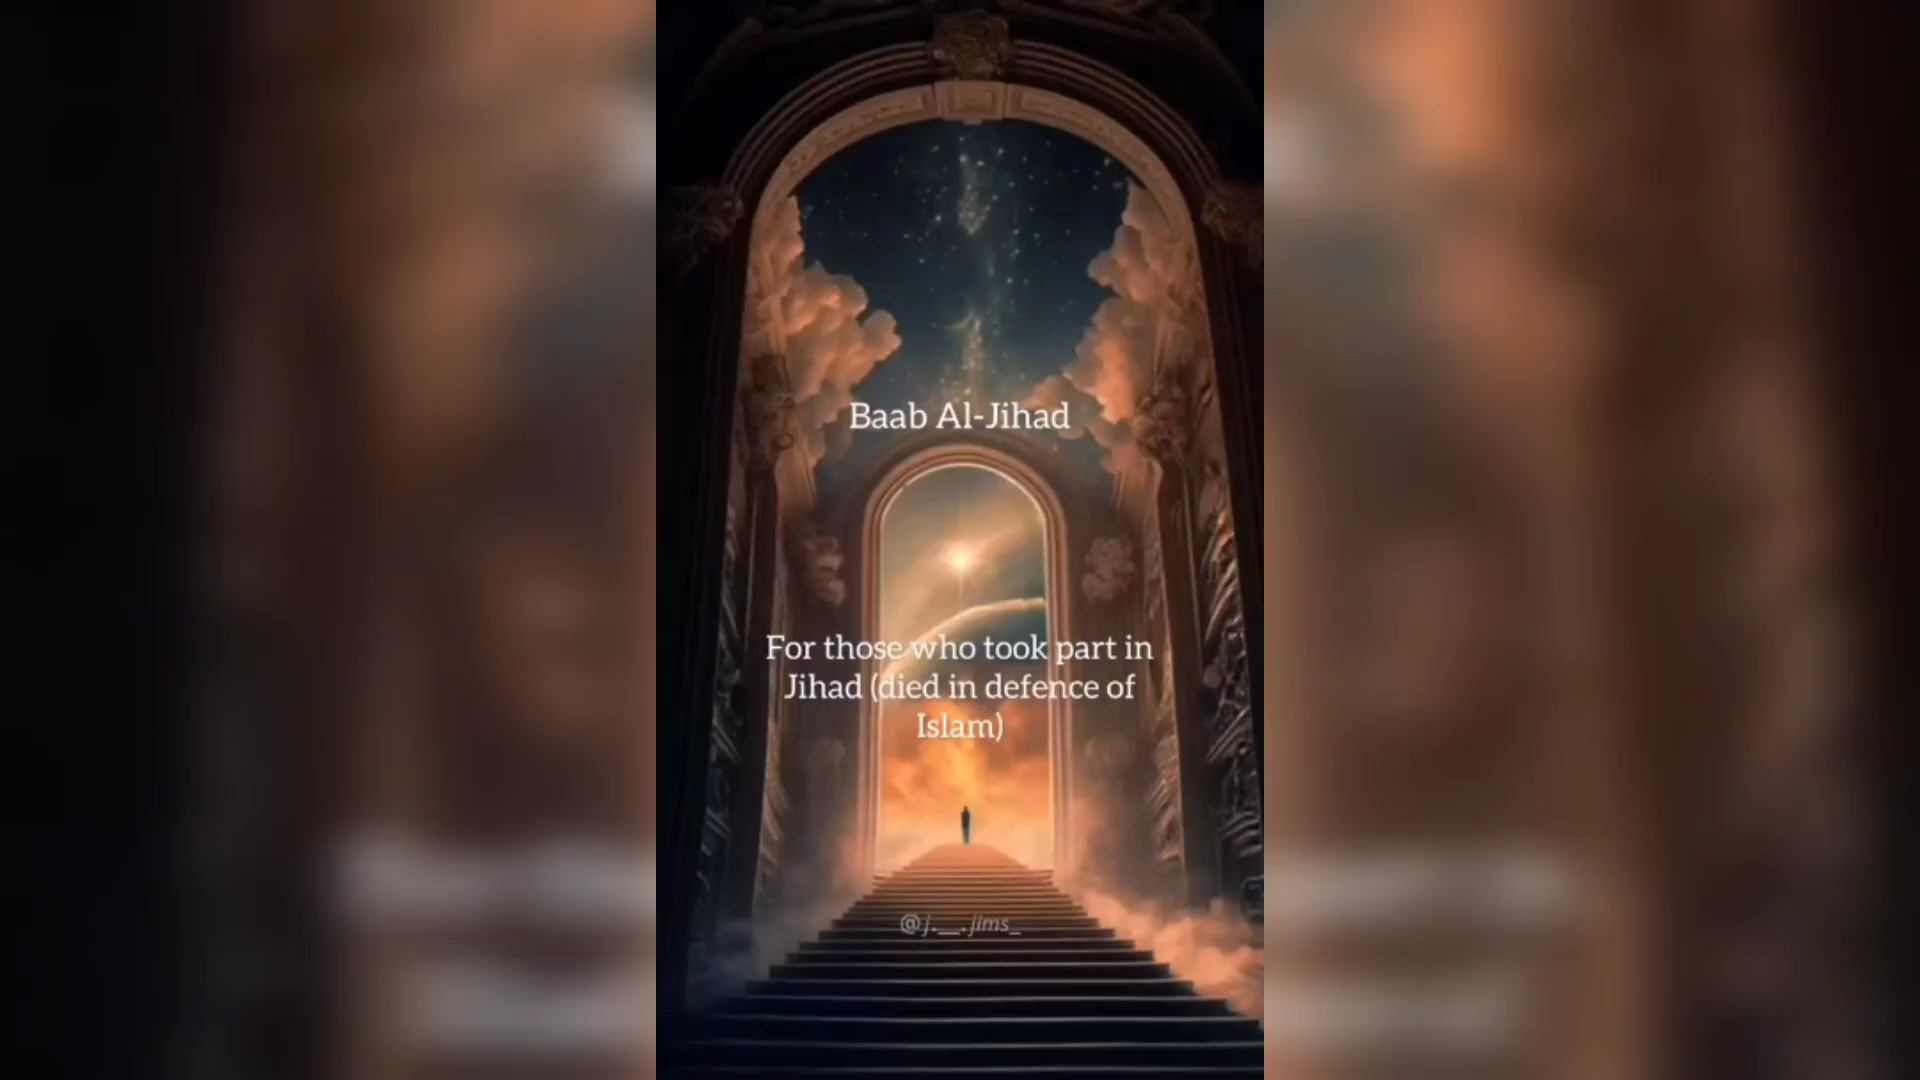 Baab Al-Jihad
For those who took part in
Jihad (died in defence of
Islam)
@j.__.jims_